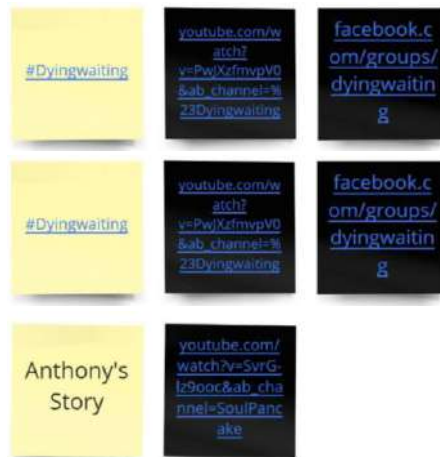 #Dyingwaiting
youtube.com/w
atch?
v=PwJXzfmvpV0
&ab_channel=%
23Dyingwaiting
facebook.c
om/groups/
dyingwaitin
g
#Dyingwaiting
youtube.com/w
atch?
v=PwJXzfmvpV0
&ab_channel=%
23Dyingwaiting
facebook.c
om/groups/
dyingwaitin
g
Anthony's
Story
youtube.com/
watch?v=SvrG-
lz9ooc&ab_cha
nnel=SoulPanc
ake